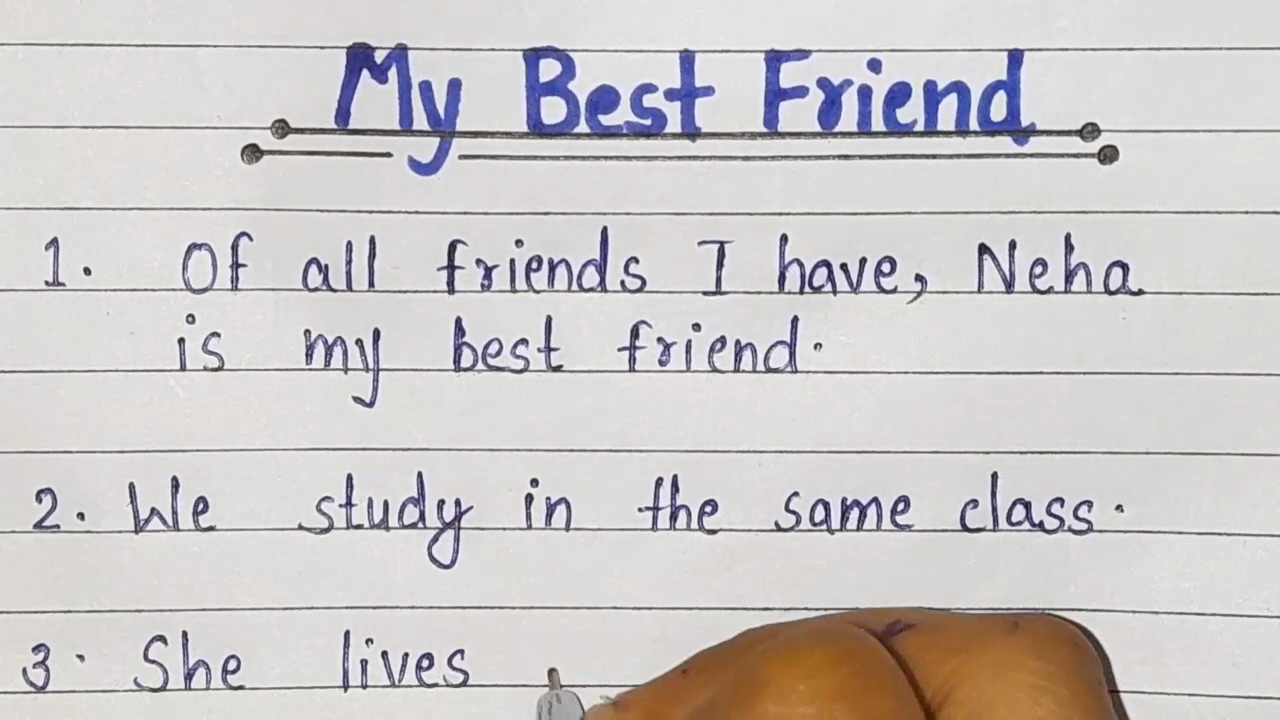 My Best Friend
1. Of all friends I have, Neha
is my best friend.
2. We study in the same class.
3. She lives